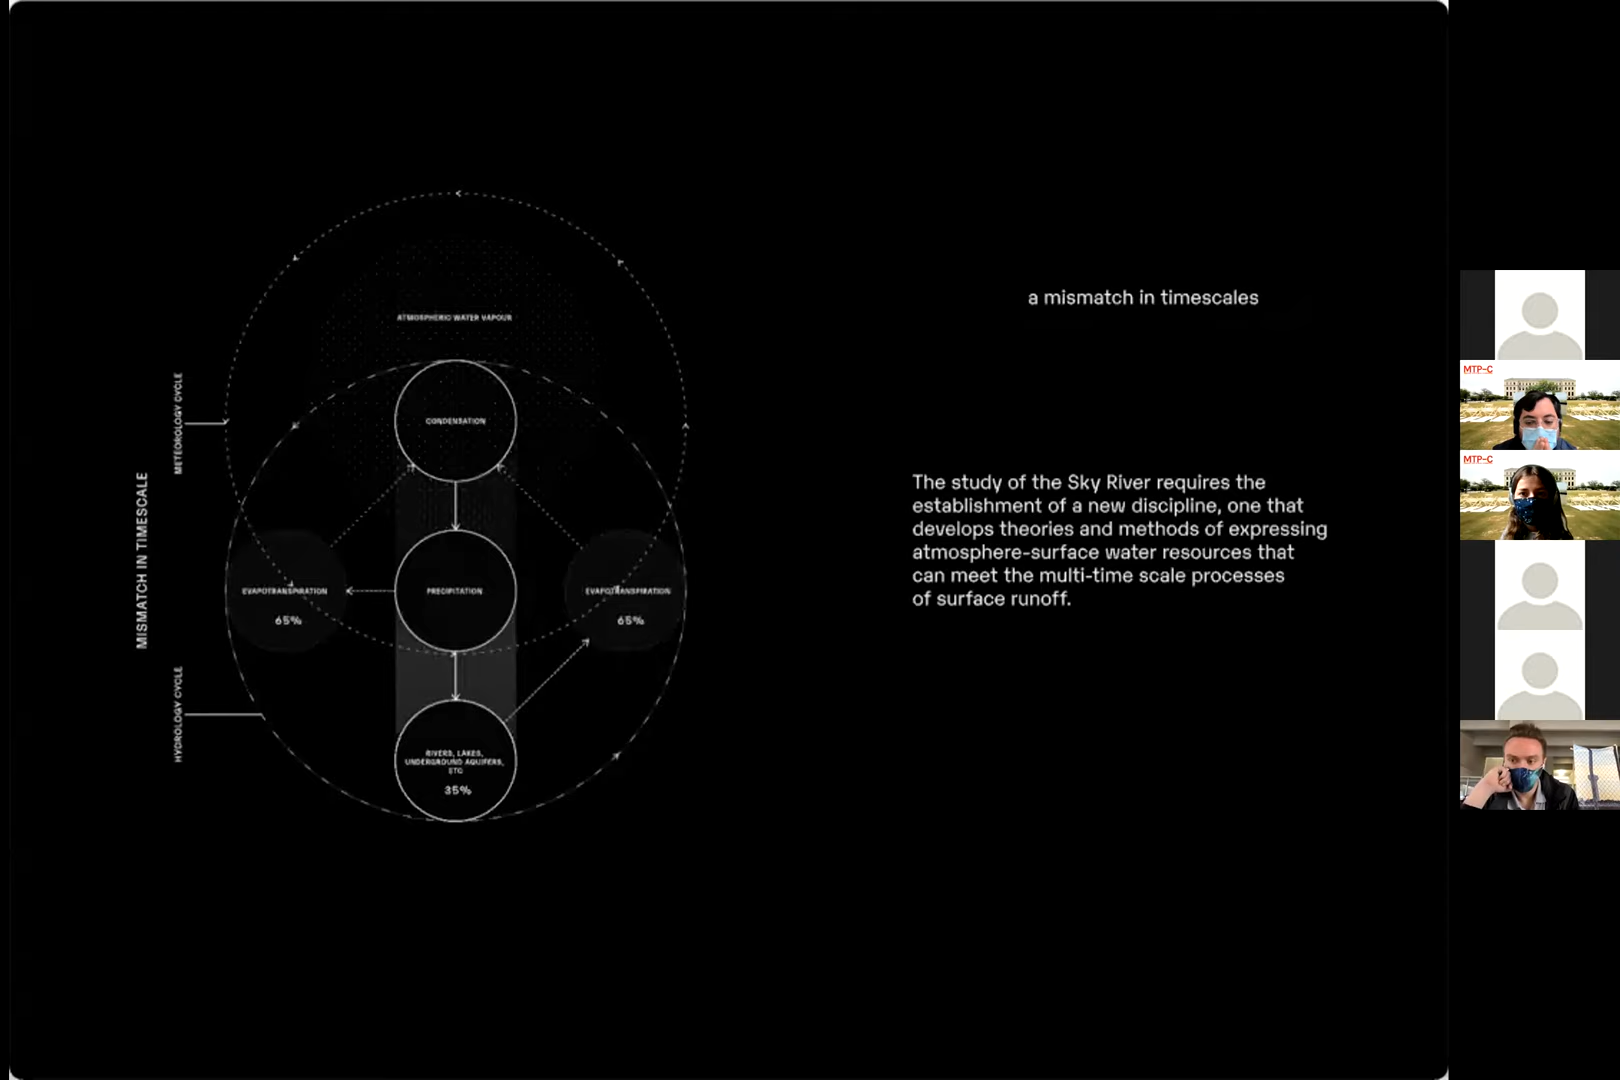 ATMOSPHERIC WATER VAPOUR
CONDENSATION
METEOROLOGY CYCLE
MISMATCH IN TIMESCALE
HYDROLOGY CYCLE
EVAPOTRANSPIRATION
65%
PRECIPITATION
EVAPOTRANSPIRATION
65%
RIVERS, LAKES,
UNDERGROUND AQUIFERS,
ETC
35%
a mismatch in timescales
The study of the Sky River requires the
establishment of a new discipline, one that
develops theories and methods of expressing
atmosphere-surface water resources that
can meet the multi-time scale processes
of surface runoff.
MTP-C
MTP-C